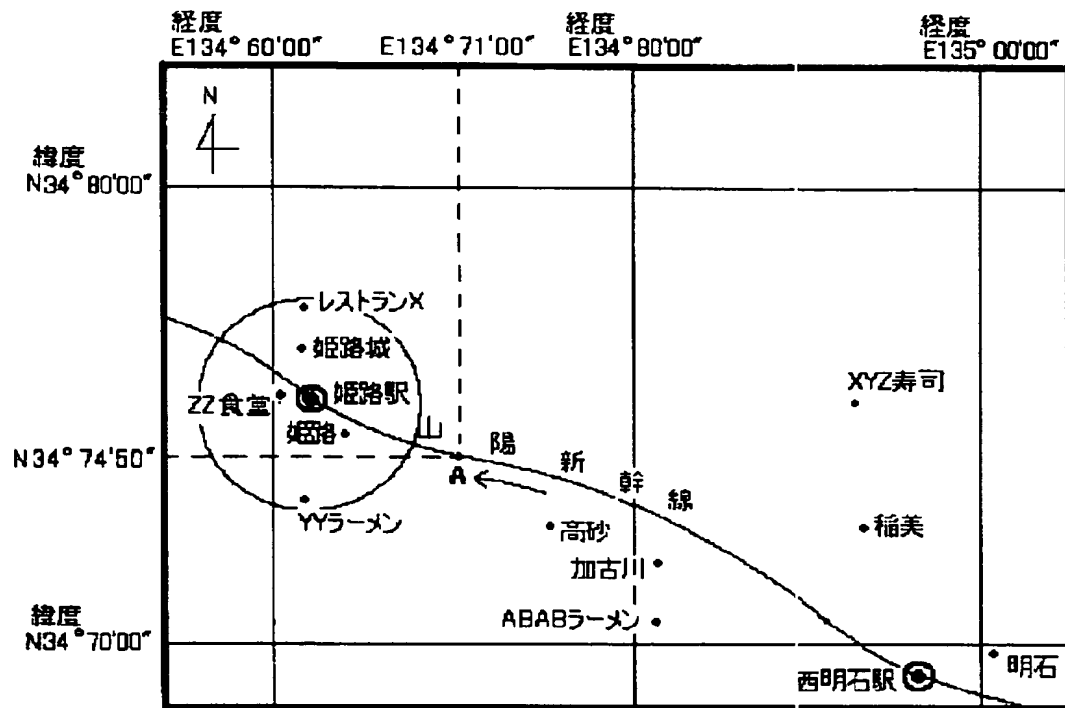 経度
E134°60'00"
E134°71'00"
経度
E134°80'00"
経度
E135°00'00"
N
緯度
N34°80'00"
レストランX
姫路城
姫路駅
ZZ食堂
姫路
XYZ寿司
山陽新幹線
N34°74'50"
A
YYラーメン
高砂
稲美
加古川
ABABラーメン
緯度
N34°70'00"
明石
西明石駅